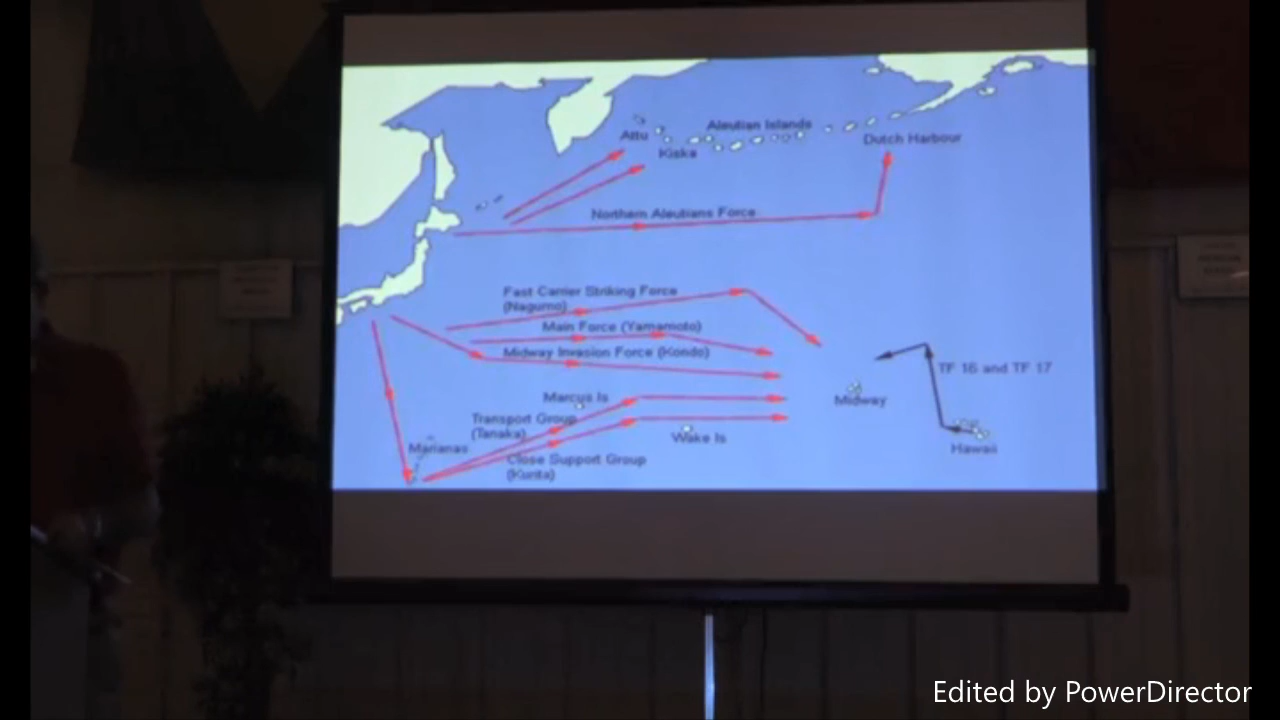 Aleutian Islands
Attu
Kiska
Dutch Harbour
Northern Aleutians Force
Fast Carrier Striking Force
(Nagumo)
Main Force (Yamamoto)
Midway Invasion Force (Kondo)
TF 16 and TF 17
Marcus Is
Midway
Transport Group
(Tanaka)
Wake Is
Marianas
Hawaii
Close Support Group
(Kurita)
Edited by PowerDirector